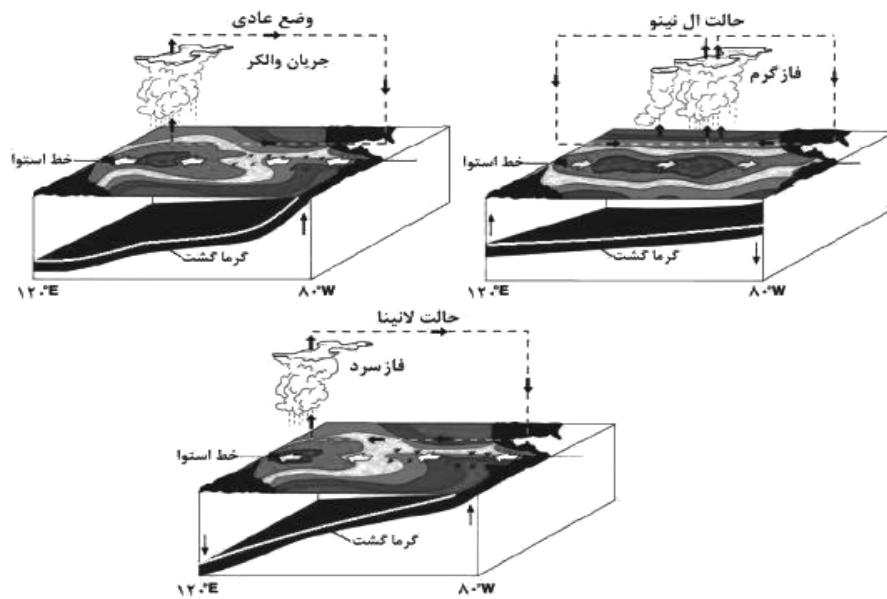 وضع عادی
جریان والکر
خط استوا
گرما گشت
۱۲۰°E
۸۰°W
حالت ال نینو
فاز گرم
خط استوا
گرما گشت
۱۲۰°E
۸۰°W
حالت لانینا
فاز سرد
خط استوا
گرما گشت
۱۲۰°E
۸۰°W